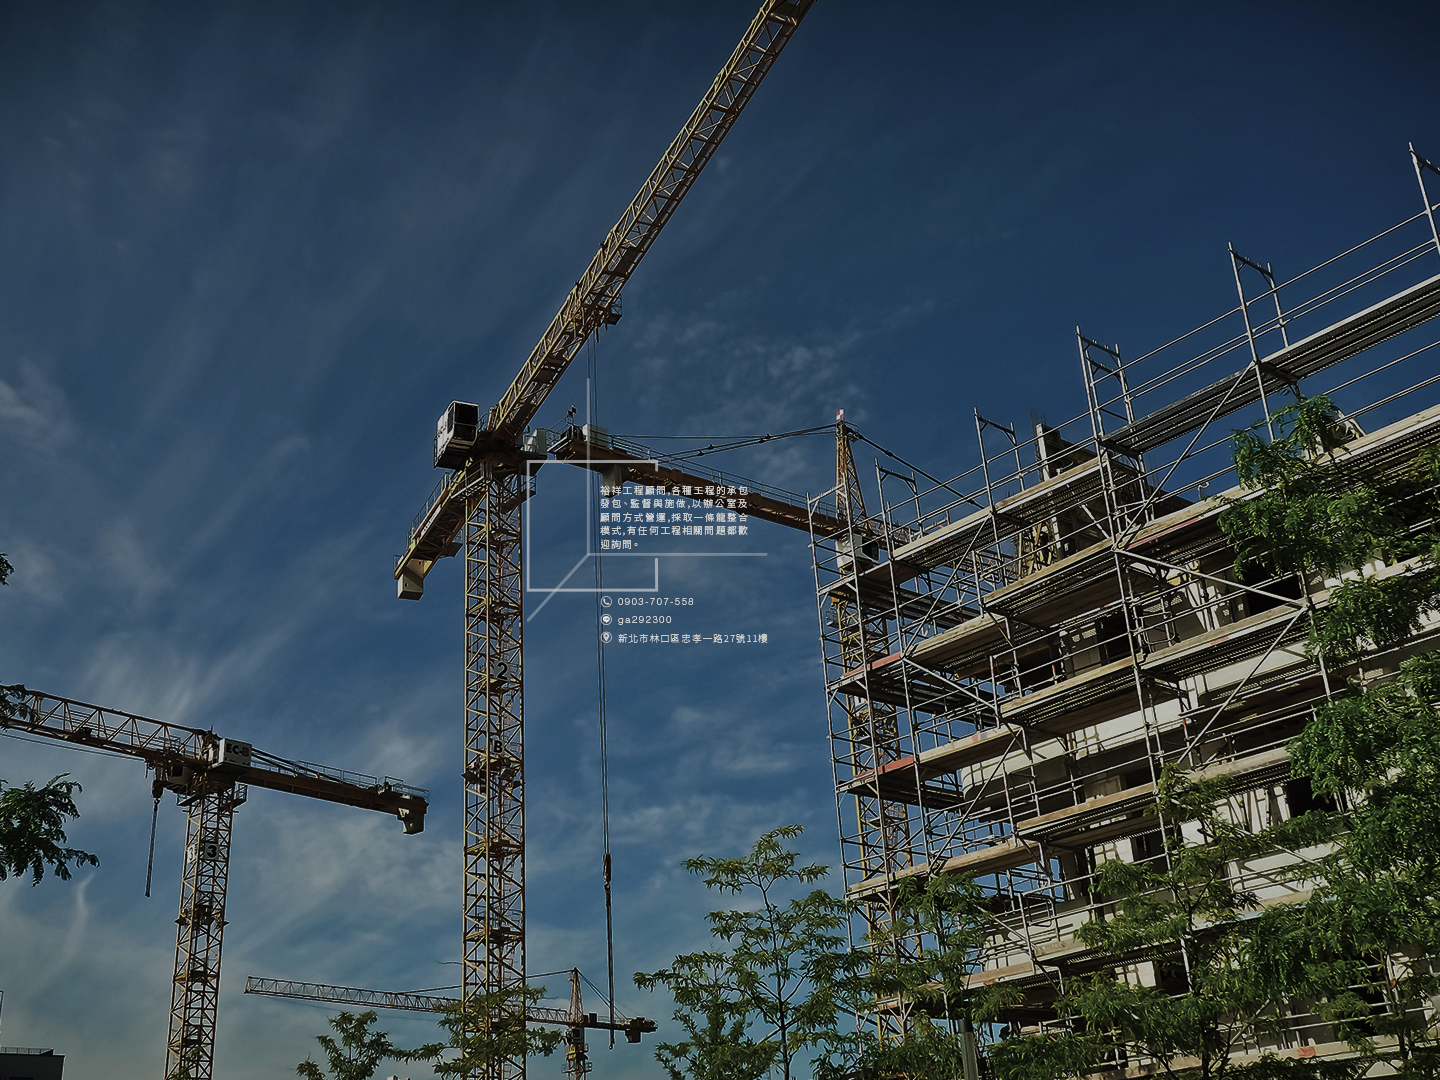 裕祥工程顧問,各種工程的承包
發包、監督與施做,以辦公室及
顧問方式營運,採取一條龍整合
模式,有任何工程相關問題都歡
迎詢問。
0903-707-558
ga292300
新北市林口區忠孝一路27號11樓
2
B
EC-B
3